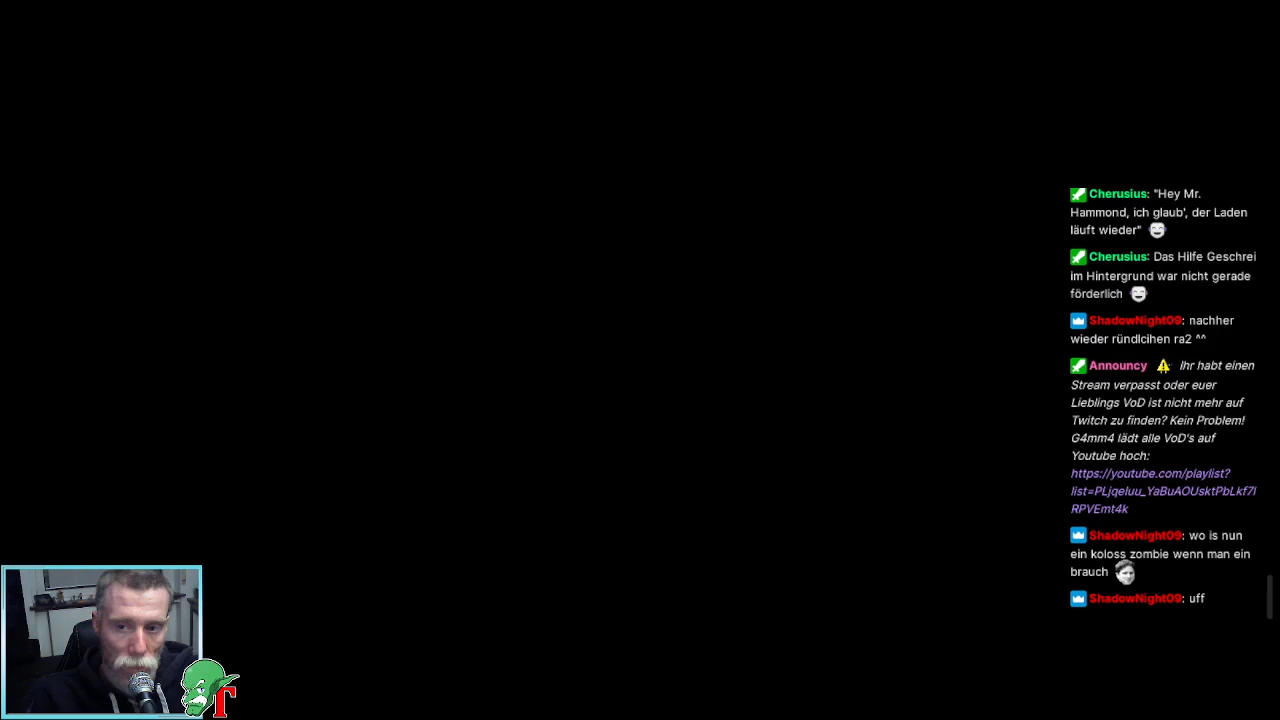 Cherusius: "Hey Mr.
Hammond, ich glaub', der Laden
läuft wieder"
Cherusius: Das Hilfe Geschrei
im Hintergrund war nicht gerade
förderlich
ShadowNight09: nachher
wieder ründlcihen ra2 ^^
Announcy Ihr habt einen
Stream verpasst oder euer
Lieblings VoD ist nicht mehr auf
Twitch zu finden? Kein Problem!
G4mm4 lädt alle VoD's auf
Youtube hoch:
https://youtube.com/playlist?
list=PLjqeluu_YaBuAOUsktPbLkf7l
RPVEmt4k
ShadowNight09: wo is nun
ein koloss zombie wenn man ein
brauch
ShadowNight09: uff